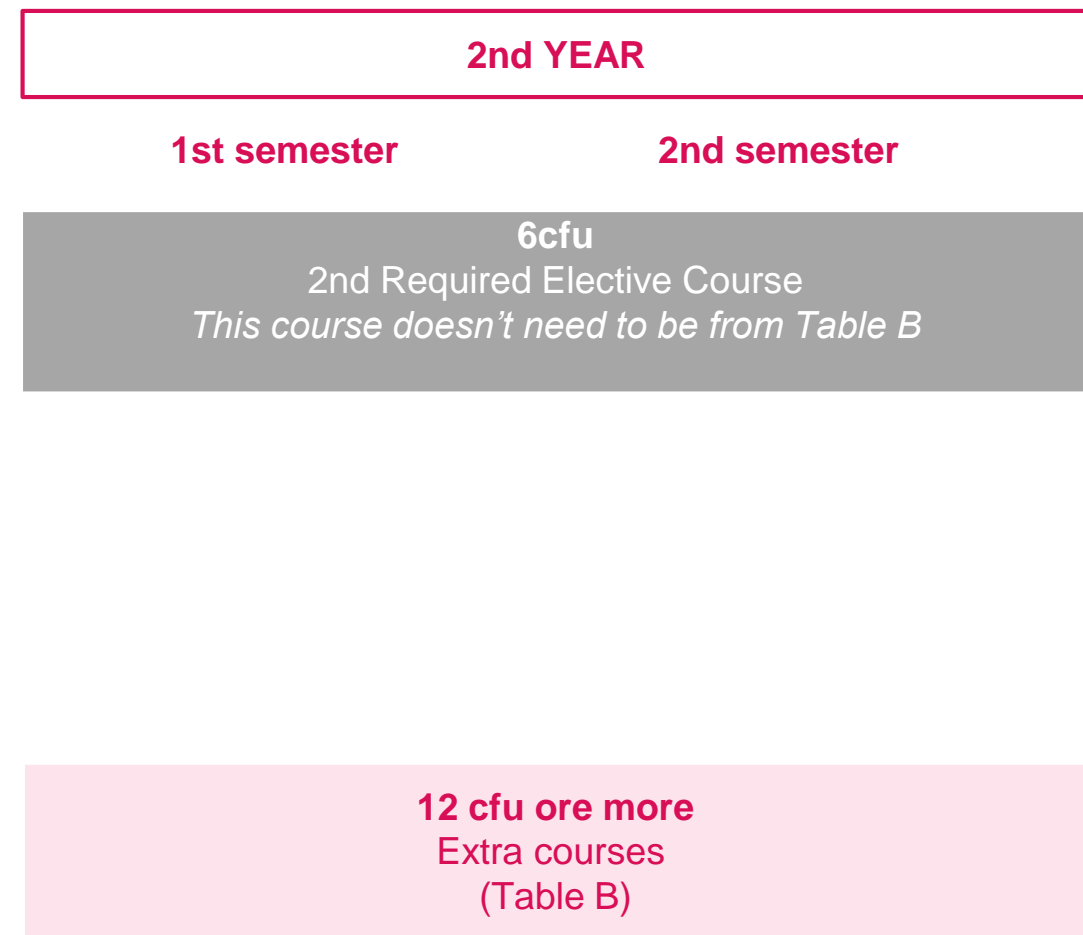 2nd YEAR
1st semester
2nd semester
6cfu
2nd Required Elective Course
This course doesn’t need to be from Table B
12 cfu ore more
Extra courses
(Table B)